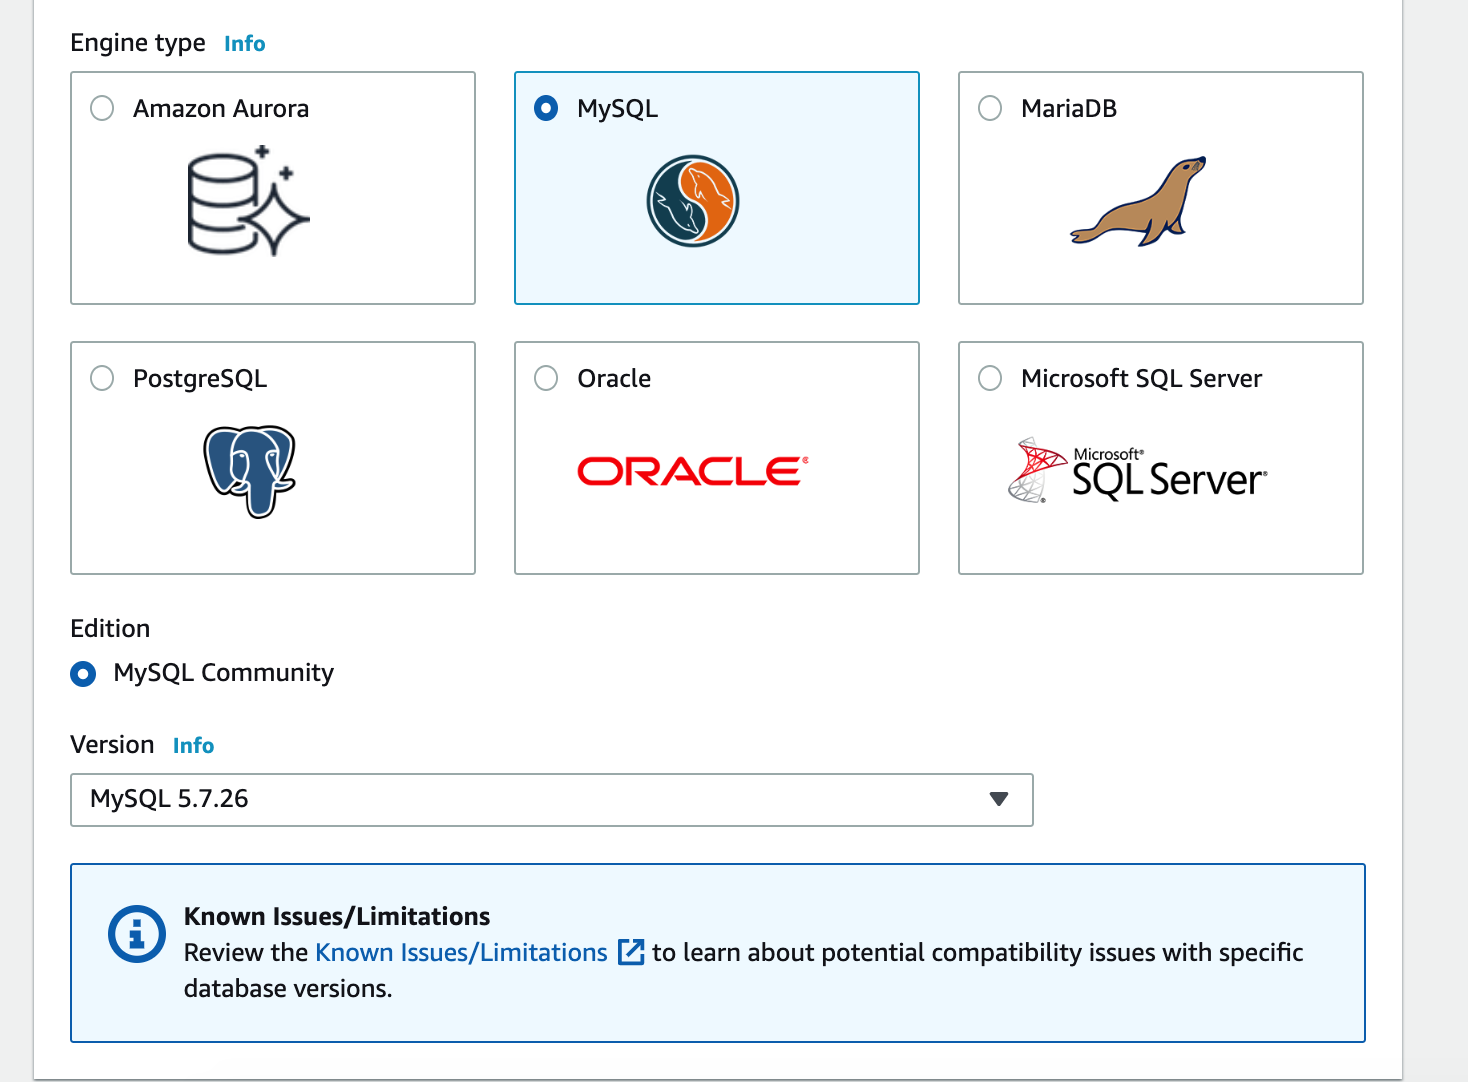 Engine type Info
Amazon Aurora
MySQL
MariaDB
PostgreSQL
Oracle
ORACLE®
Microsoft SQL Server
Microsoft®
SQL Server®
Edition
MySQL Community
Version Info
MySQL 5.7.26
Known Issues/Limitations
Review the Known Issues/Limitations to learn about potential compatibility issues with specific
database versions.